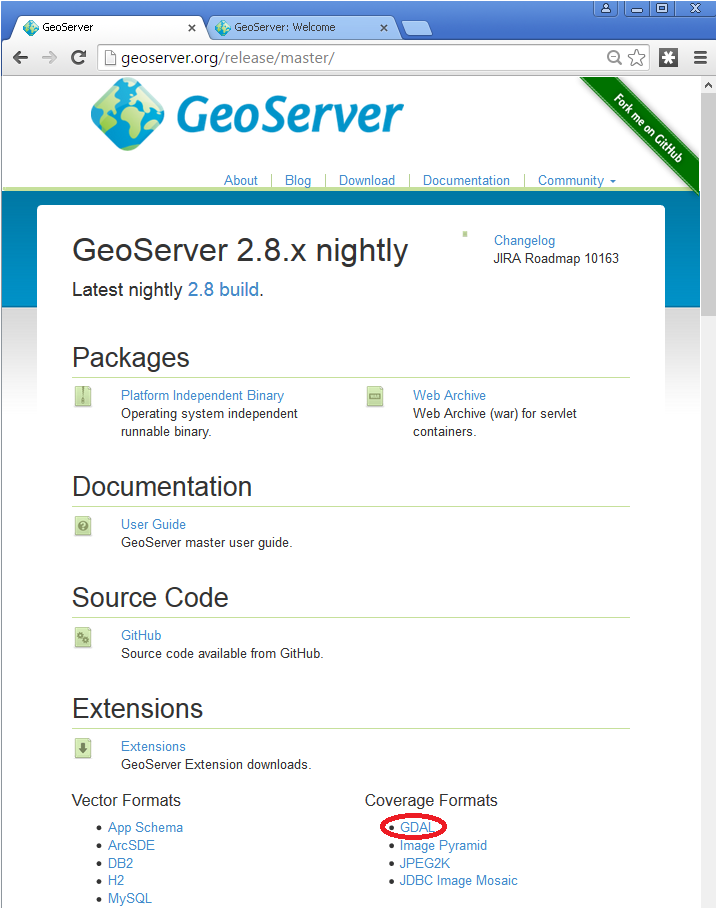 GeoServer
GeoServer: Welcome
geoserver.org/release/master/
GeoServer
Fork me on GitHub
About
Blog
Download
Documentation
Community
GeoServer 2.8.x nightly
Changelog
JIRA Roadmap 10163
Latest nightly 2.8 build.
Packages
Platform Independent Binary
Operating system independent
runnable binary.
Web Archive
Web Archive (war) for servlet
containers.
Documentation
User Guide
GeoServer master user guide.
Source Code
GitHub
Source code available from GitHub.
Extensions
Extensions
GeoServer Extension downloads.
Vector Formats
App Schema
ArcSDE
DB2
H2
MySQL
Coverage Formats
GDAL
Image Pyramid
JPEG2K
JDBC Image Mosaic